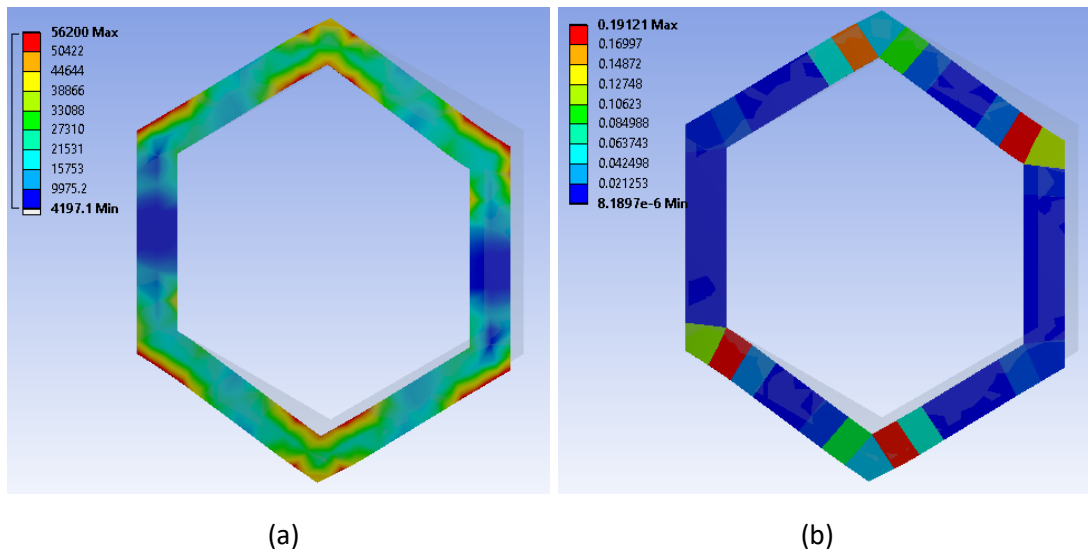 56200 Max
50422
44644
38866
33088
27310
21531
15753
9975.2
4197.1 Min
0.19121 Max
0.16997
0.14872
0.12748
0.10623
0.084988
0.063743
0.042498
0.021253
8.1897e-6 Min
(a)
(b)